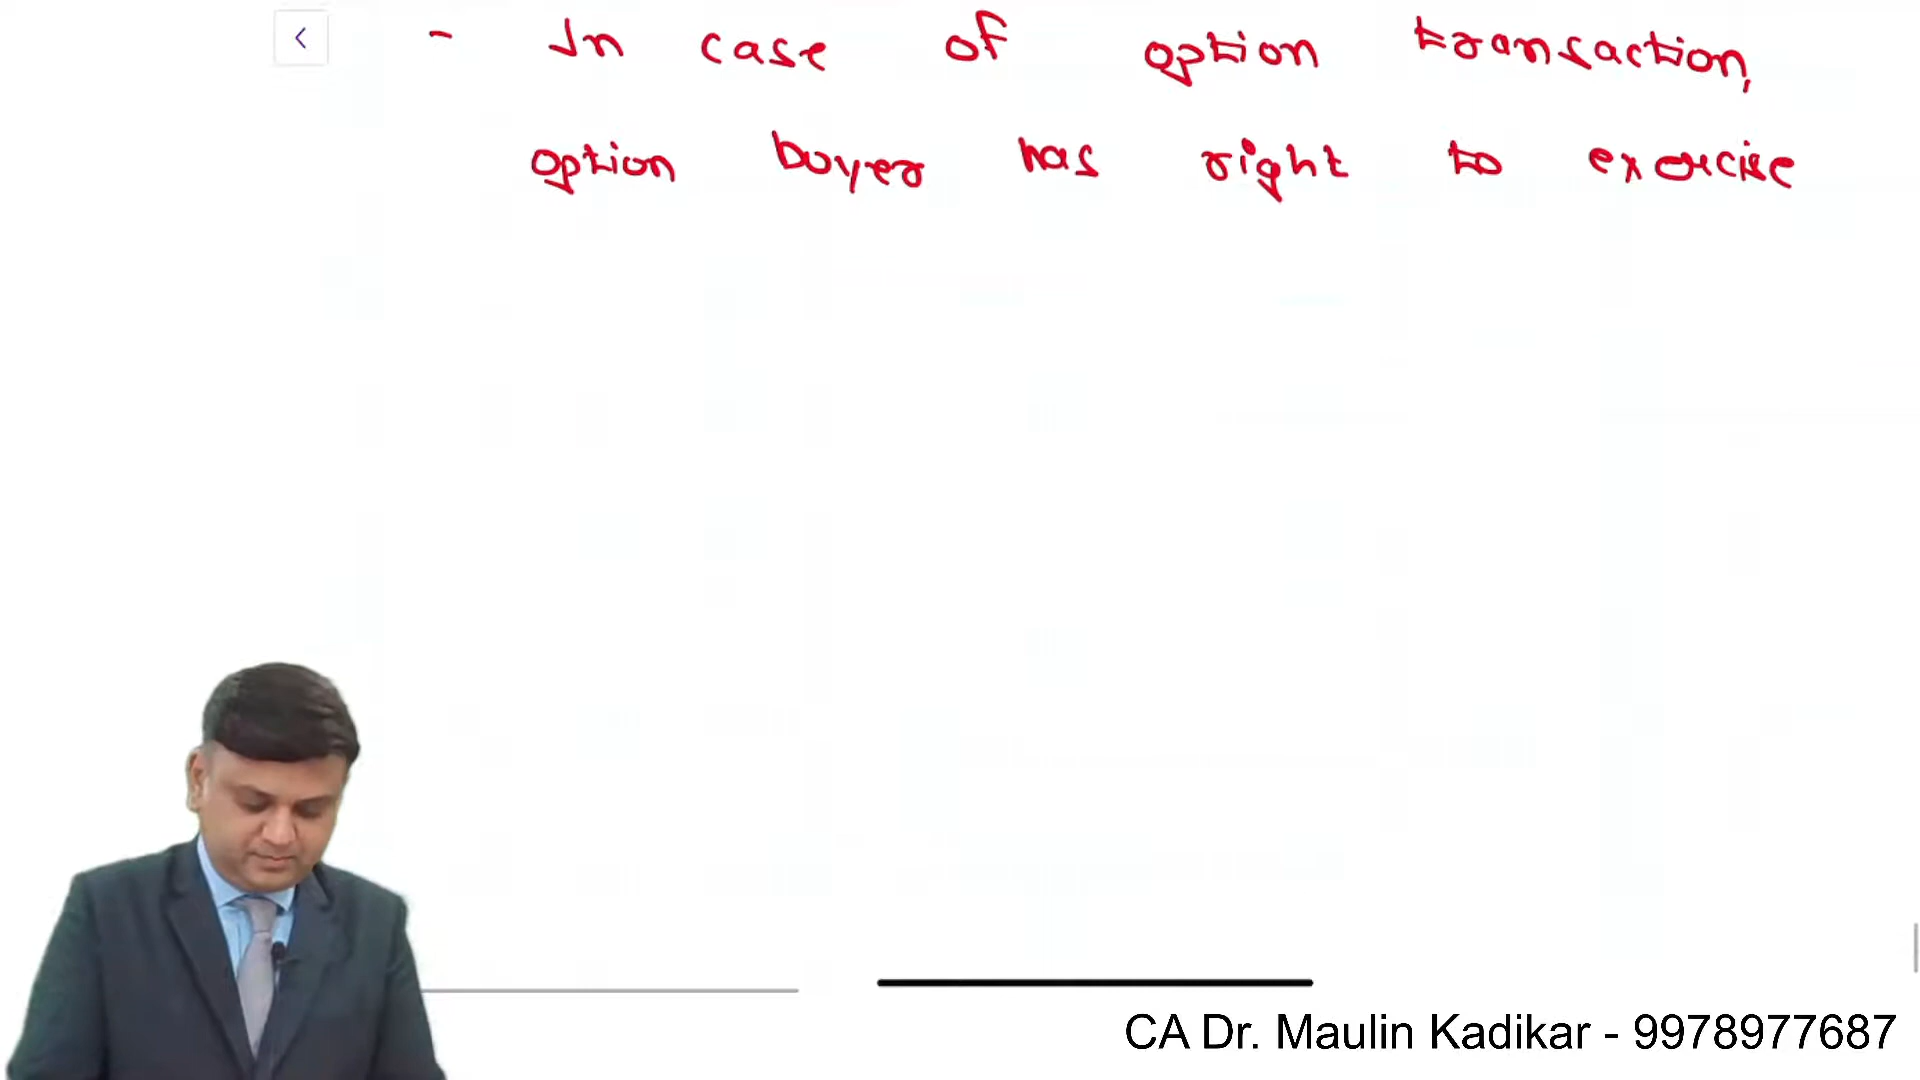 - In case of option transaction,
option buyer has right to exercise
CA Dr. Maulin Kadikar - 9978977687